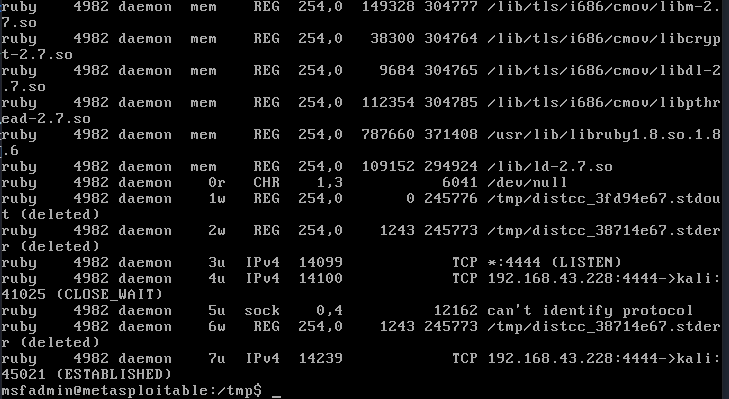 ruby    4982 daemon  mem    REG  254,0    149328 304777 /lib/tls/i686/cmov/libm-2.
7.so
ruby    4982 daemon  mem    REG  254,0     38300 304764 /lib/tls/i686/cmov/libcryp
t-2.7.so
ruby    4982 daemon  mem    REG  254,0      9684 304765 /lib/tls/i686/cmov/libdl-2
.7.so
ruby    4982 daemon  mem    REG  254,0    112354 304785 /lib/tls/i686/cmov/libpthr
ead-2.7.so
ruby    4982 daemon  mem    REG  254,0    787660 371408 /usr/lib/libruby1.8.so.1.8
.6
ruby    4982 daemon  mem    REG  254,0    109152 294924 /lib/ld-2.7.so
ruby    4982 daemon    0r   CHR    1,3             6041 /dev/null
ruby    4982 daemon    1w   REG  254,0         0 245776 /tmp/distcc_3fd94e67.stdou
t (deleted)
ruby    4982 daemon    2w   REG  254,0      1243 245773 /tmp/distcc_38714e67.stder
r (deleted)
ruby    4982 daemon    3u  IPv4  14099              TCP *:4444 (LISTEN)
ruby    4982 daemon    4u  IPv4  14100              TCP 192.168.43.228:4444->kali:
41025 (CLOSE_WAIT)
ruby    4982 daemon    5u  sock    0,4            12162 can't identify protocol
ruby    4982 daemon    6w   REG  254,0      1243 245773 /tmp/distcc_38714e67.stder
r (deleted)
ruby    4982 daemon    7u  IPv4  14239              TCP 192.168.43.228:4444->kali:
45021 (ESTABLISHED)
msfadmin@metasploitable:/tmp$ _